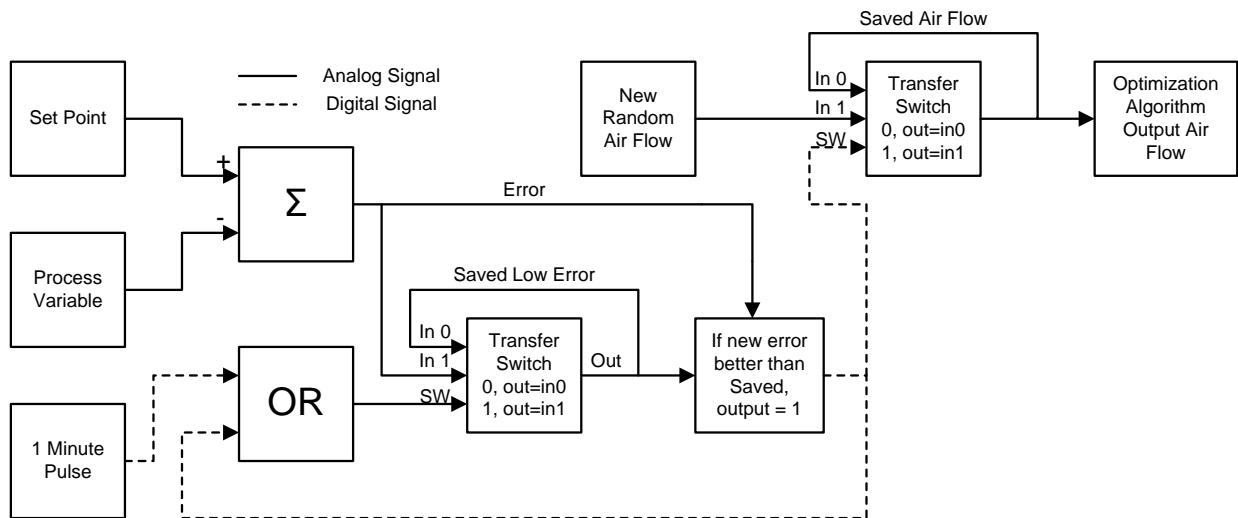 Saved Air Flow
Analog Signal
Digital Signal
Set Point
New
Random
Air Flow
In 0
In 1
SW
Transfer
Switch
0, out=in0
1, out=in1
Optimization
Algorithm
Output Air
Flow
+
-
Σ
Error
Process
Variable
Saved Low Error
In 0
In 1
SW
Transfer
Switch
0, out=in0
1, out=in1
Out
If new error
better than
Saved,
output = 1
OR
1 Minute
Pulse